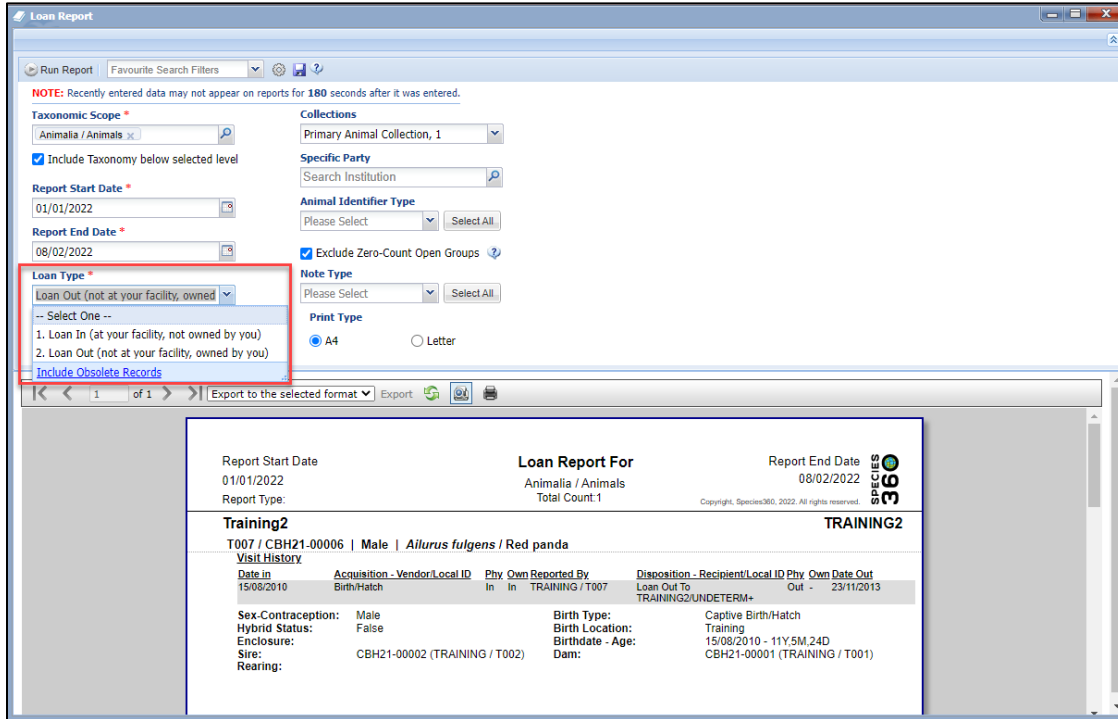 Loan Report
Run Report Favourite Search Filters
NOTE: Recently entered data may not appear on reports for 180 seconds after it was entered.
Taxonomic Scope *
Animalia / Animals x
Include Taxonomy below selected level
Report Start Date *
01/01/2022
Report End Date *
08/02/2022
Loan Type *
Loan Out (not at your facility, owned
-- Select One --
1. Loan In (at your facility, not owned by you)
2. Loan Out (not at your facility, owned by you)
Include Obsolete Records
Collections
Primary Animal Collection, 1
Specific Party
Search Institution
Animal Identifier Type
Please Select Select All
Exclude Zero-Count Open Groups
Note Type
Please Select Select All
Print Type
A4 Letter
1 of 1 Export to the selected format Export
Report Start Date Loan Report For Report End Date
01/01/2022 Animalia / Animals 08/02/2022
Report Type: Total Count:1 Copyright, Species360, 2022. All rights reserved.
SPECIES
360
Training2 TRAINING2
T007 / CBH21-00006 | Male | Ailurus fulgens / Red panda
Visit History
Date in Acquisition - Vendor/Local ID Phy Own Reported By Disposition - Recipient/Local ID Phy Own Date Out
15/08/2010 Birth/Hatch In In TRAINING / T007 Loan Out To Out - 23/11/2013
TRAINING2/UNDETERM+
Sex-Contraception: Male Birth Type: Captive Birth/Hatch
Hybrid Status: False Birth Location: Training
Enclosure: Birthdate - Age: 15/08/2010 - 11Y,5M,24D
Sire: CBH21-00002 (TRAINING / T002) Dam: CBH21-00001 (TRAINING / T001)
Rearing: